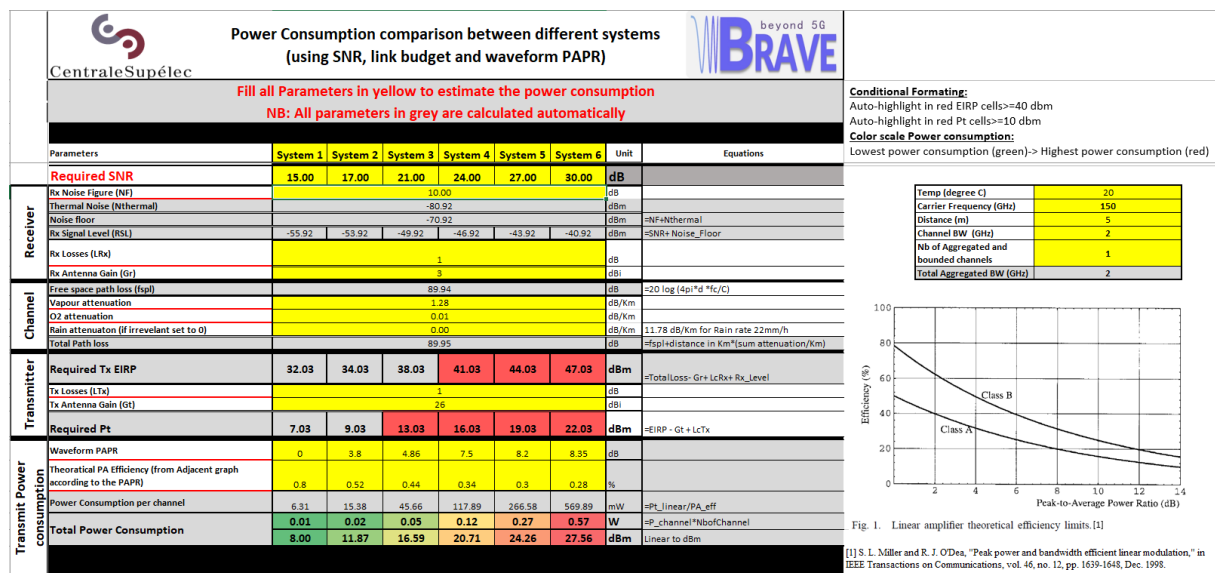 CentraleSupélec
Power Consumption comparison between different systems
(using SNR, link budget and waveform PAPR)
beyond 5G
BRAVE
Fill all Parameters in yellow to estimate the power consumption
NB: All parameters in grey are calculated automatically
Conditional Formating:
Auto-highlight in red EIRP cells>=40 dbm
Auto-highlight in red Pt cells>=10 dbm
Color scale Power consumption:
Lowest power consumption (green)-> Highest power consumption (red)
Parameters System 1 System 2 System 3 System 4 System 5 System 6 Unit Equations
Required SNR 15.00 17.00 21.00 24.00 27.00 30.00 dB
Receiver
Rx Noise Figure (NF) 10.00 dB
Thermal Noise (Nthermal) -80.92 dBm
Noise floor -70.92 dBm =NF+Nthermal
Rx Signal Level (RSL) -55.92 -53.92 -49.92 -46.92 -43.92 -40.92 dBm =SNR+ Noise_Floor
Rx Losses (LRx) 1 dB
Rx Antenna Gain (Gr) 3 dBi
Channel
Free space path loss (fspl) 89.94 dB =20 log (4pi*d *fc/C)
Vapour attenuation 1.28 dB/Km
O2 attenuation 0.01 dB/Km
Rain attenuaton (if irrevelant set to 0) 0.00 dB/Km 11.78 dB/Km for Rain rate 22mm/h
Total Path loss 89.95 dB =fspl+distance in Km*(sum attenuation/Km)
Transmitter
Required Tx EIRP 32.03 34.03 38.03 41.03 44.03 47.03 dBm =TotalLoss- Gr+ LcRx+ Rx_Level
Tx Losses (LTx) 1 dB
Tx Antenna Gain (Gt) 26 dBi
Required Pt 7.03 9.03 13.03 16.03 19.03 22.03 dBm =EIRP - Gt + LcTx
Transmit Power consumption
Waveform PAPR 0 3.8 4.86 7.5 8.2 8.35 dB
Theoratical PA Efficiency (from Adjacent graph
according to the PAPR) 0.8 0.52 0.44 0.34 0.3 0.28 %
Power Consumption per channel 6.31 15.38 45.66 117.89 266.58 569.89 mW =Pt_linear/PA_eff
Total Power Consumption 0.01 0.02 0.05 0.12 0.27 0.57 W =P_channel*NbofChannel
8.00 11.87 16.59 20.71 24.26 27.56 dBm Linear to dBm
Temp (degree C) 20
Carrier Frequency (GHz) 150
Distance (m) 5
Channel BW (GHz) 2
Nb of Aggregated and
bounded channels 1
Total Aggregated BW (GHz) 2
100
80
60
40
20
0
Efficiency (%)
Class B
Class A
2 4 6 8 10 12 14
Peak-to-Average Power Ratio (dB)
Fig. 1. Linear amplifier theoretical efficiency limits.[1]
[1] S. L. Miller and R. J. O'Dea, "Peak power and bandwidth efficient linear modulation," in
IEEE Transactions on Communications, vol. 46, no. 12, pp. 1639-1648, Dec. 1998.